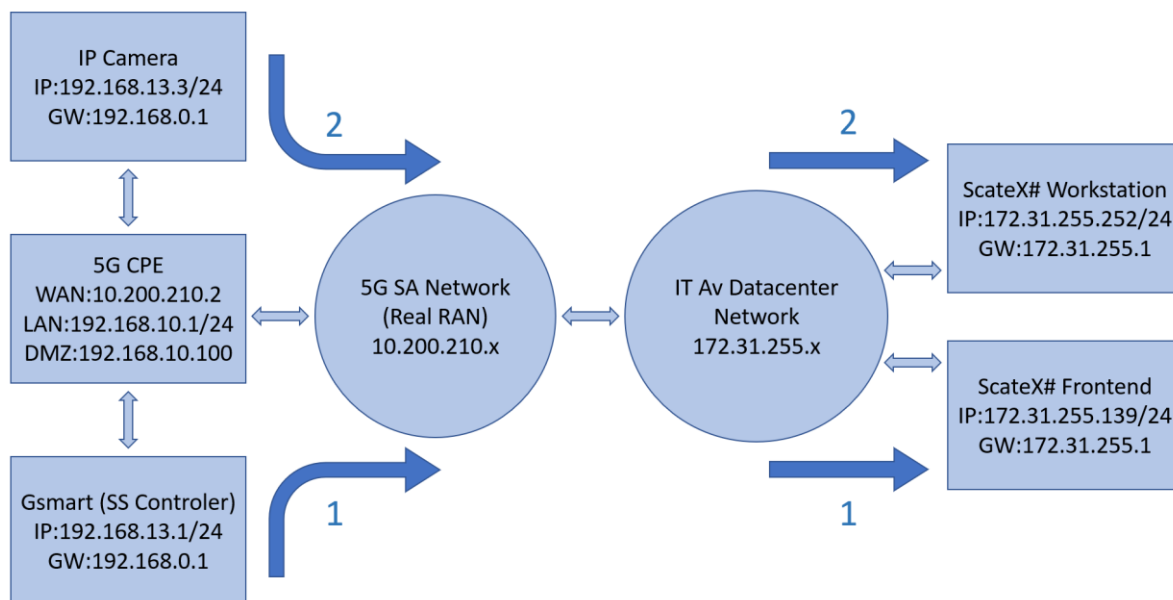 IP Camera
IP:192.168.13.3/24
GW:192.168.0.1
2
5G CPE
WAN:10.200.210.2
LAN:192.168.10.1/24
DMZ:192.168.10.100
5G SA Network
(Real RAN)
10.200.210.x
Gsmart (SS Controler)
IP:192.168.13.1/24
GW:192.168.0.1
1
IT Av Datacenter
Network
172.31.255.x
2
ScateX# Workstation
IP:172.31.255.252/24
GW:172.31.255.1
ScateX# Frontend
IP:172.31.255.139/24
GW:172.31.255.1
1